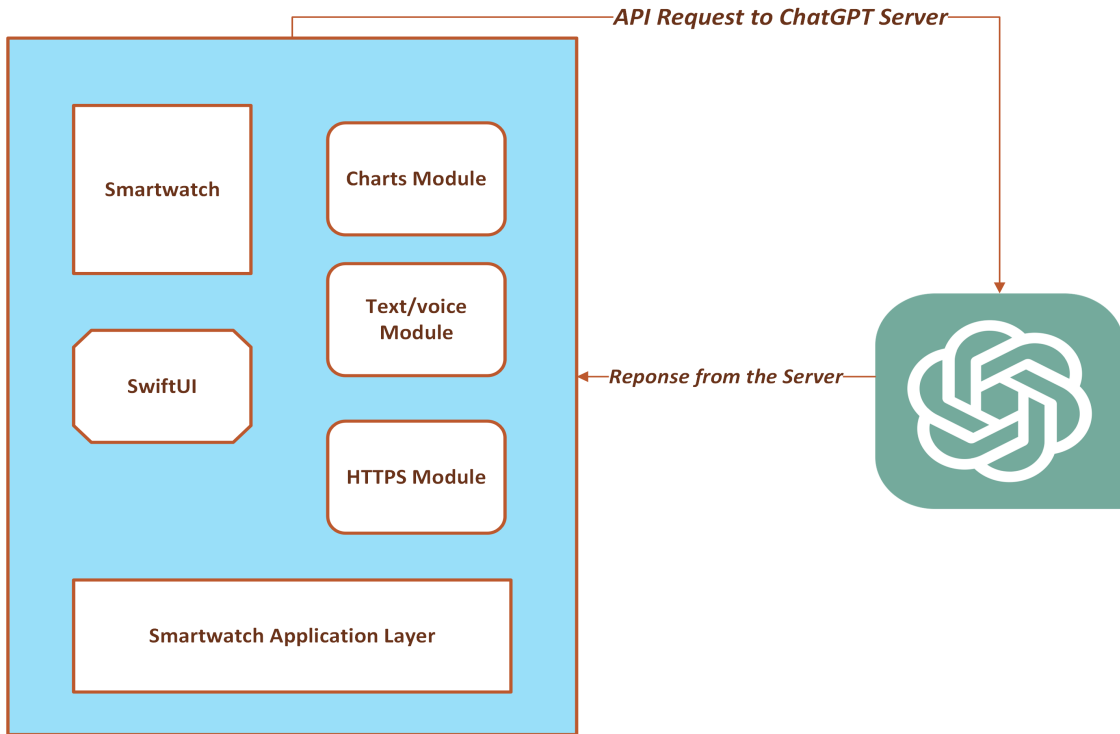 API Request to ChatGPT Server
Smartwatch
Charts Module
Text/voice
Module
SwiftUI
Reponse from the Server
HTTPS Module
Smartwatch Application Layer